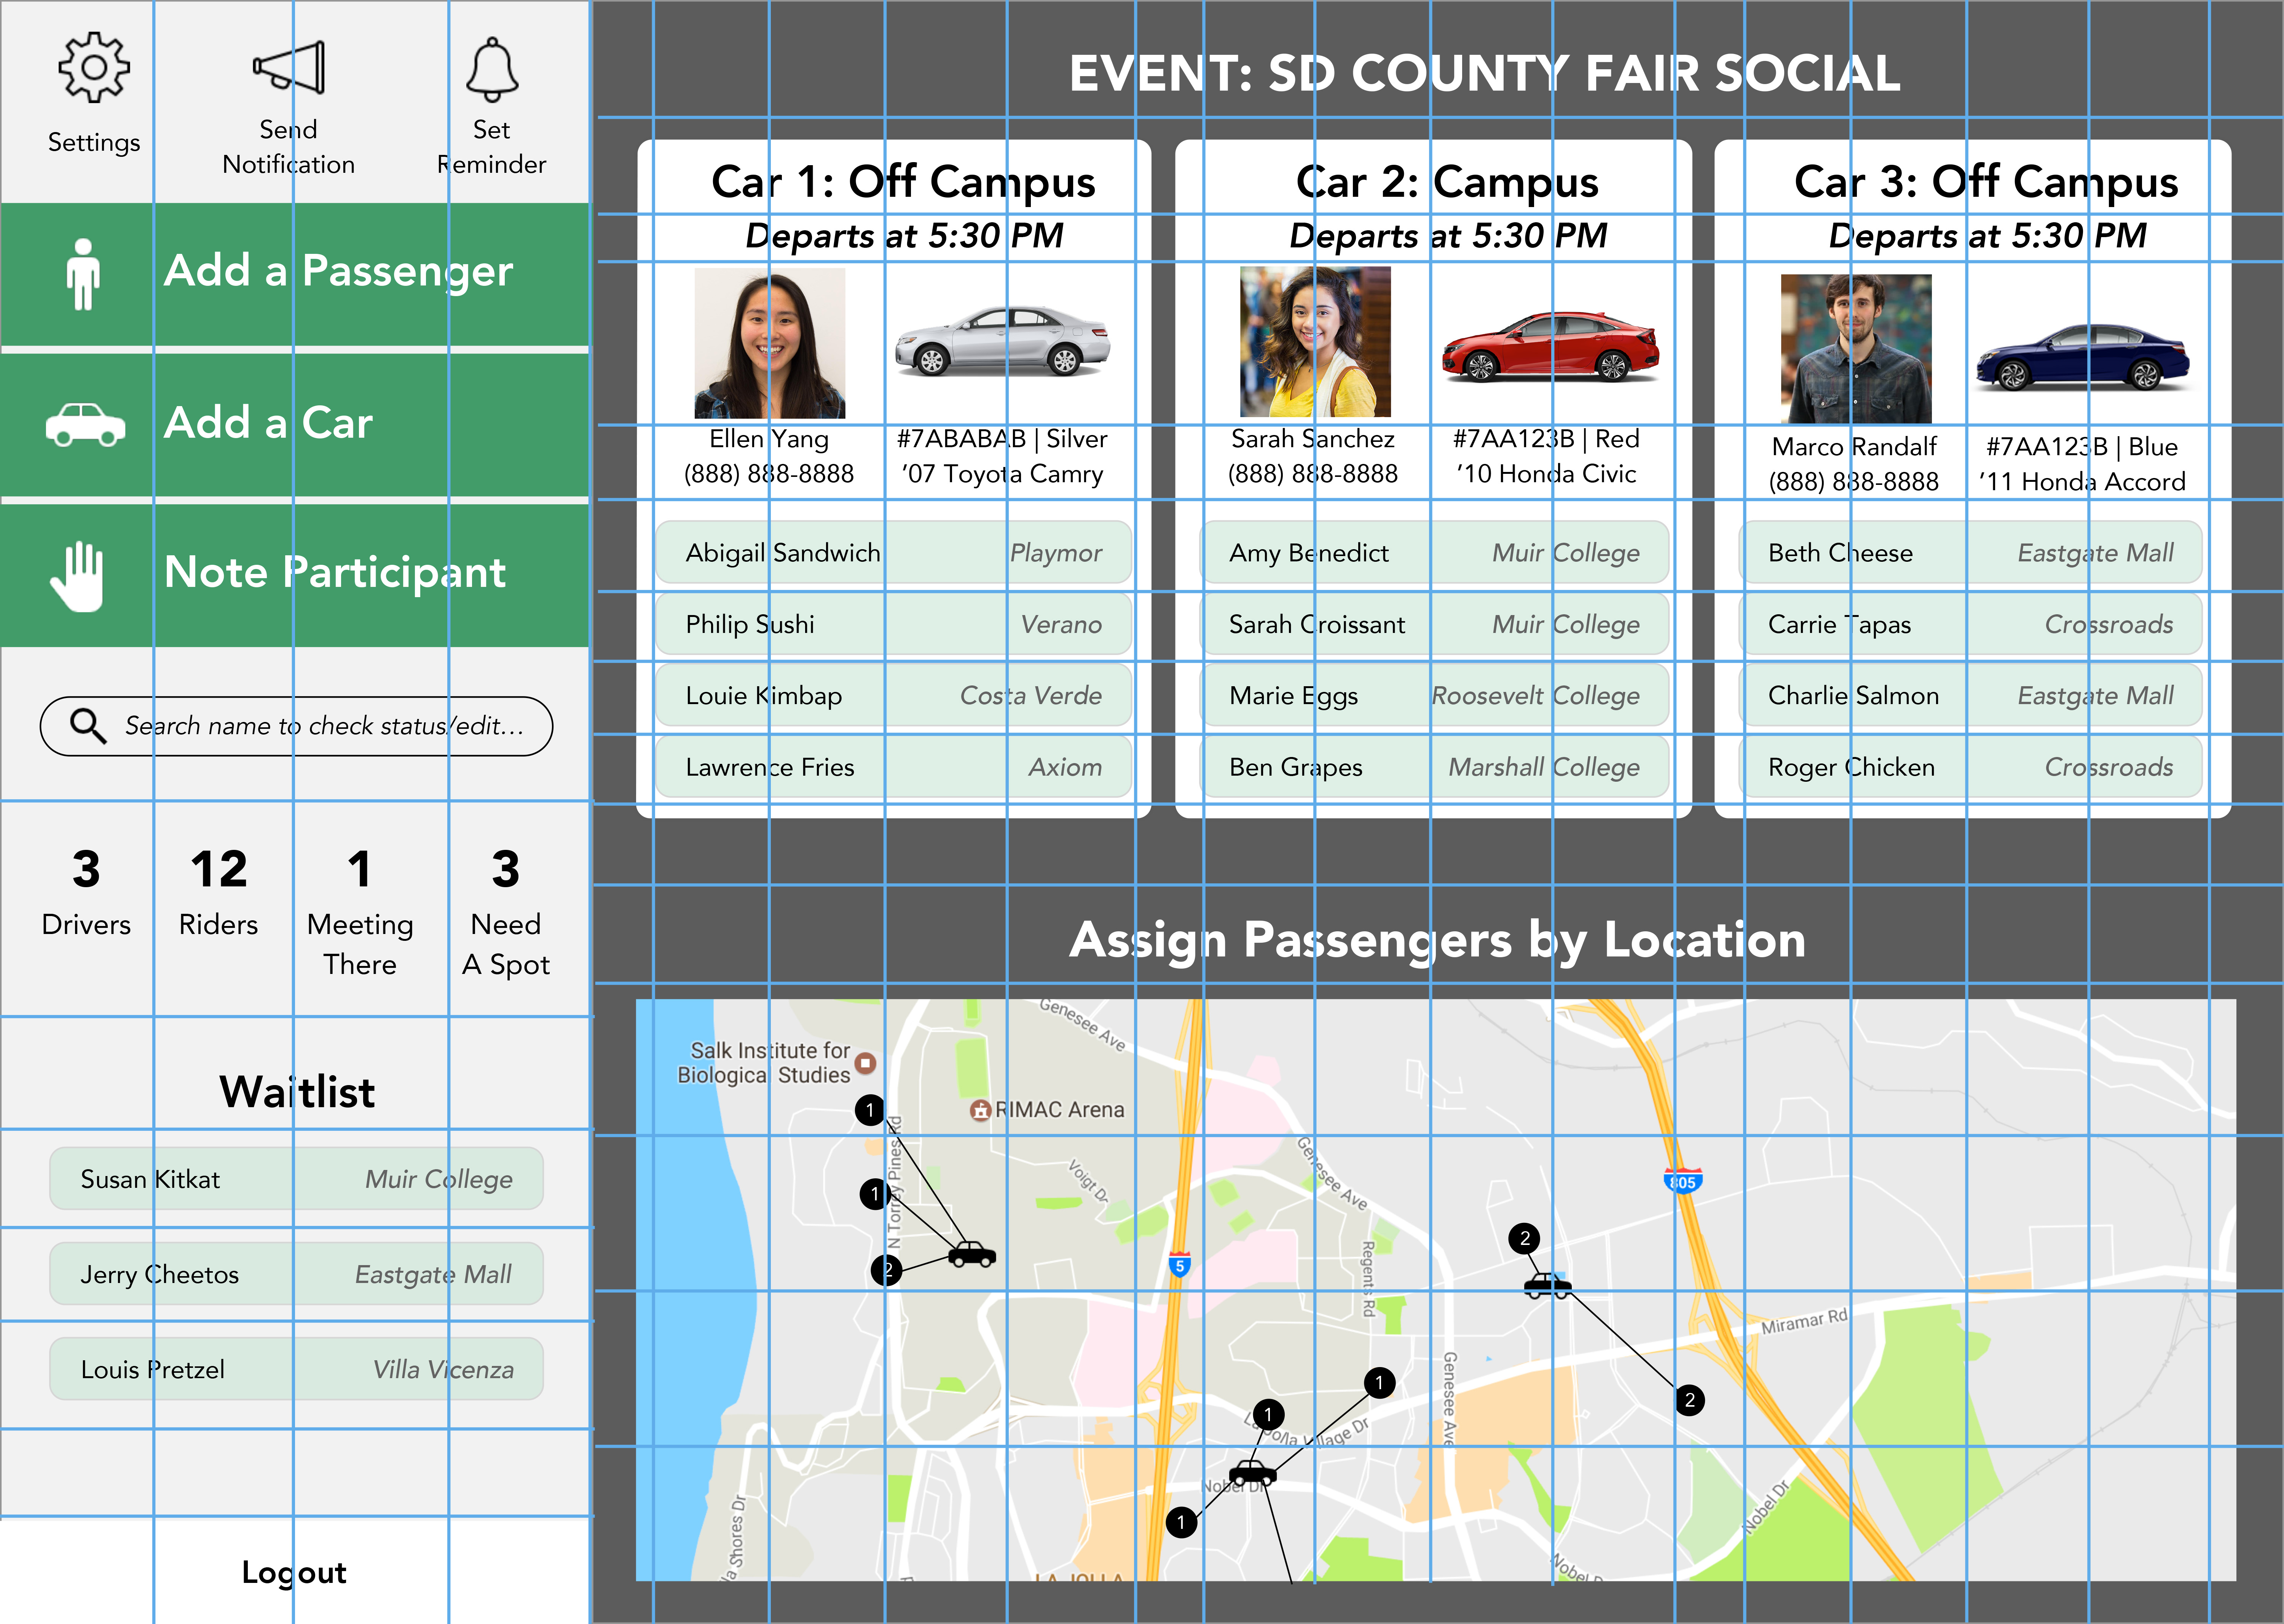 Settings
Send
Notification
Set
Reminder
Add a Passenger
Add a Car
Note Participant
Search name to check status/edit...
3
Drivers
12
Riders
1
Meeting
There
3
Need
A Spot
Waitlist
Susan Kitkat Muir College
Jerry Cheetos Eastgate Mall
Louis Pretzel Villa Vicenza
Logout
EVENT: SD COUNTY FAIR SOCIAL
Car 1: Off Campus
Departs at 5:30 PM
Ellen Yang
(888) 888-8888
#7ABABAB | Silver
'07 Toyota Camry
Abigail Sandwich Playmor
Philip Sushi Verano
Louie Kimbap Costa Verde
Lawrence Fries Axiom
Car 2: Campus
Departs at 5:30 PM
Sarah Sanchez
(888) 888-8888
#7AA123B | Red
'10 Honda Civic
Amy Benedict Muir College
Sarah Croissant Muir College
Marie Eggs Roosevelt College
Ben Grapes Marshall College
Car 3: Off Campus
Departs at 5:30 PM
Marco Randalf
(888) 888-8888
#7AA123B | Blue
'11 Honda Accord
Beth Cheese Eastgate Mall
Carrie Tapas Crossroads
Charlie Salmon Eastgate Mall
Roger Chicken Crossroads
Assign Passengers by Location
Genesee Ave
Salk Institute for
Biological Studies
1
RIMAC Arena
N Torrey Pines Rd
Voigt Dr
Genesee Ave
805
1
2
2
5
Regents Rd
Miramar Rd
1
Genesee Ave
2
1
La Jolla Village Dr
Nobel Dr
1
Nobel Dr
Shores Dr
Nobel Dr
LA JOLLA